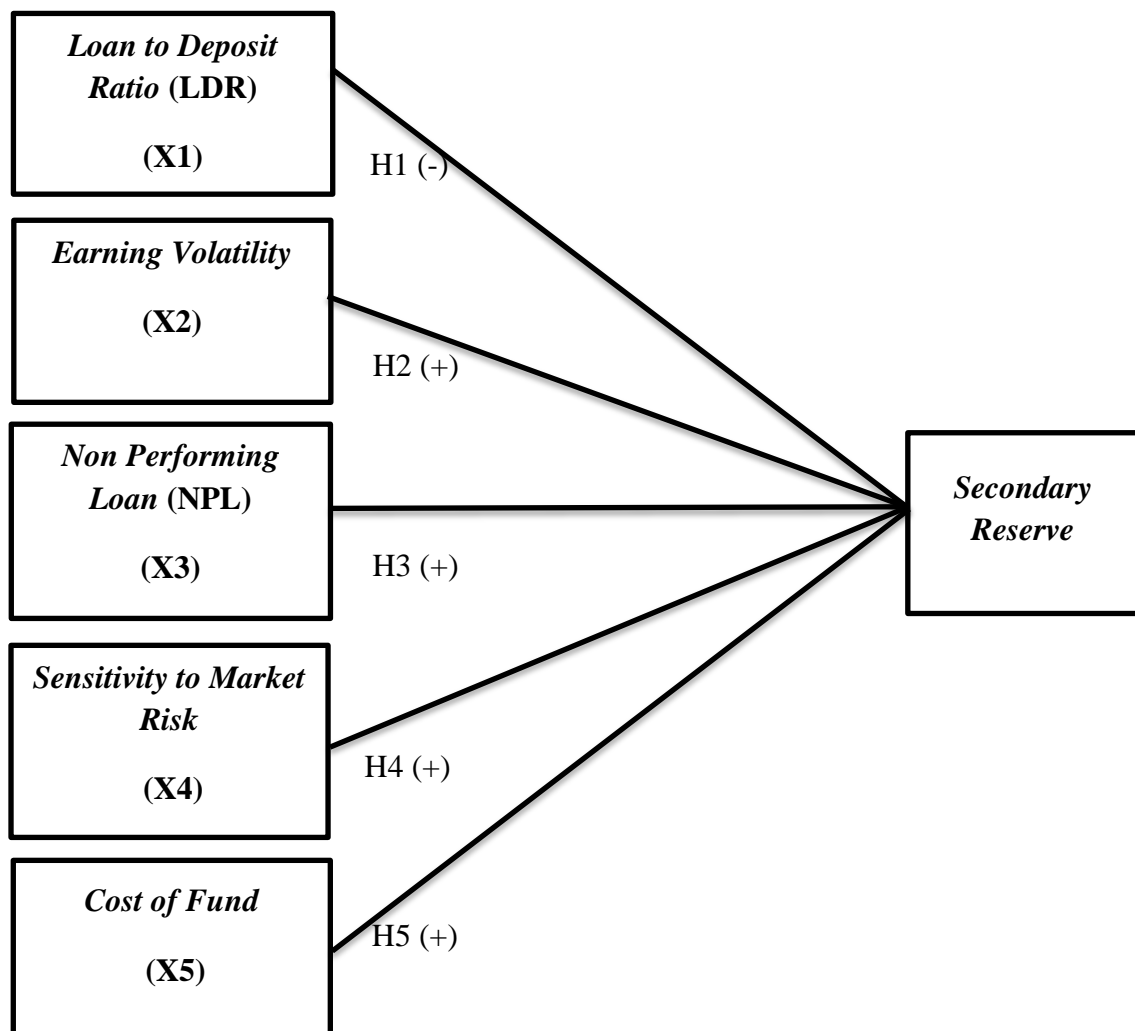 Loan to Deposit
Ratio (LDR)
(X1)
H1 (-)
Earning Volatility
(X2)
H2 (+)
Non Performing
Loan (NPL)
(X3)
H3 (+)
Secondary
Reserve
Sensitivity to Market
Risk
(X4)
H4 (+)
Cost of Fund
(X5)
H5 (+)